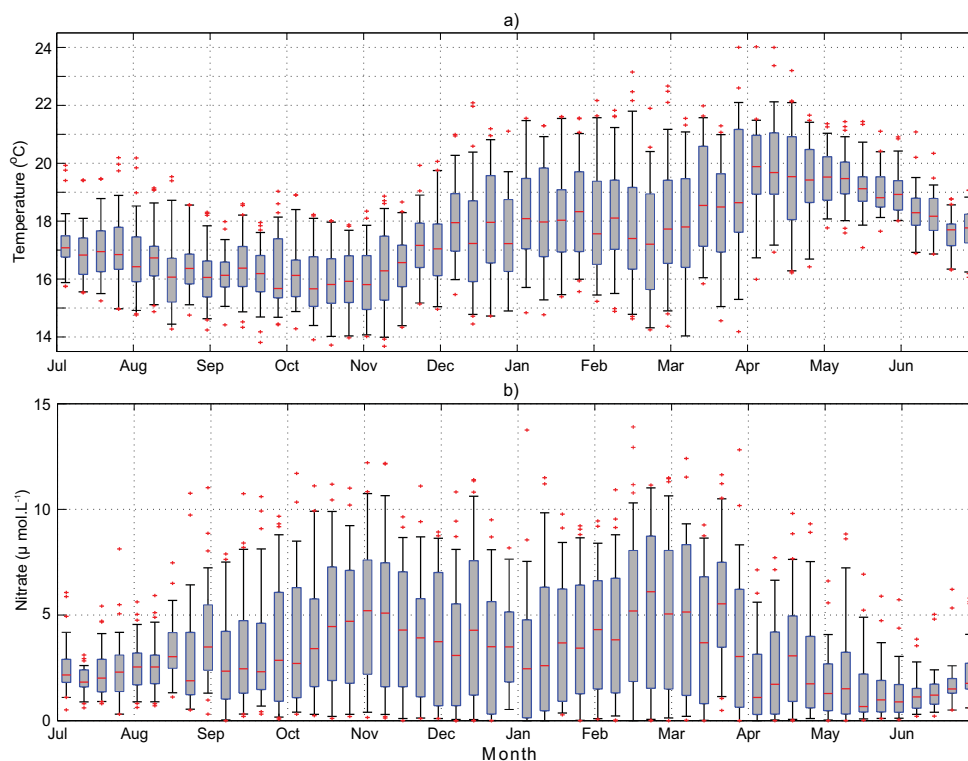 a)
24
22
20
18
16
14
Temperature (⁰C)
Jul Aug Sep Oct Nov Dec Jan Feb Mar Apr May Jun
b)
15
10
5
0
Nitrate (µ mol.L⁻¹)
Jul Aug Sep Oct Nov Dec Jan Feb Mar Apr May Jun
Month